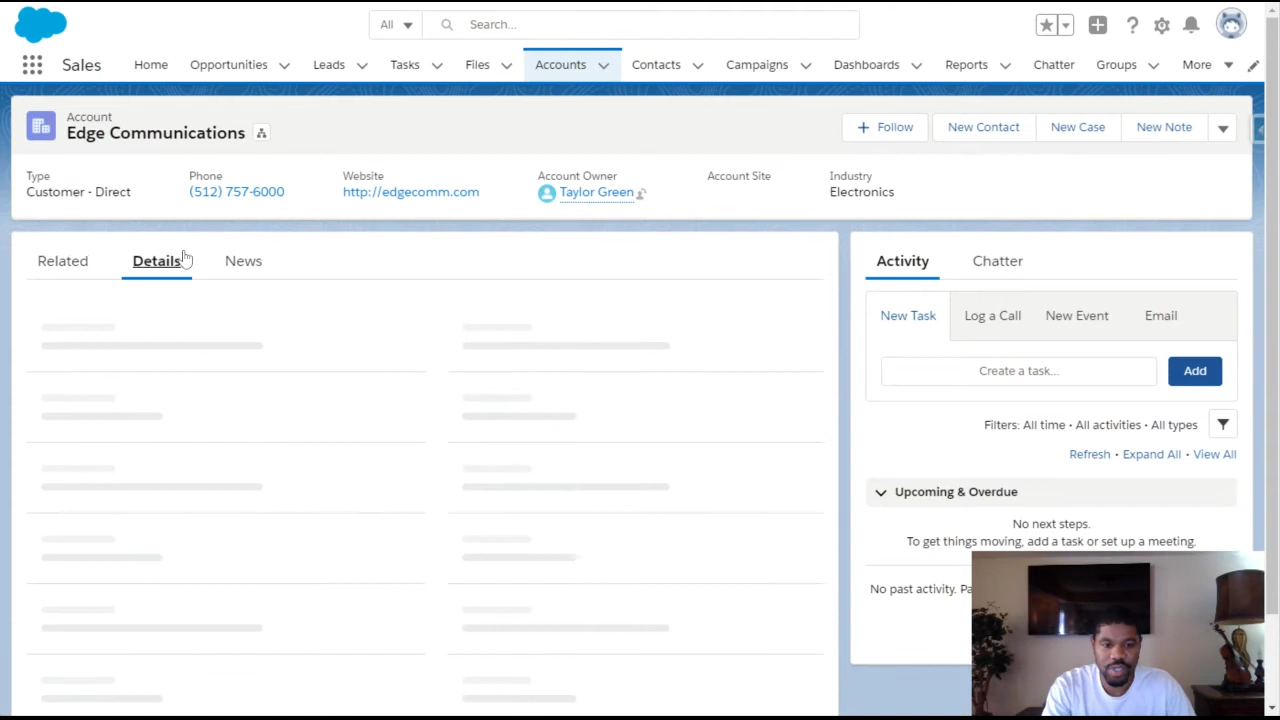 All
Search...
Sales
Home
Opportunities
Leads
Tasks
Files
Accounts
Contacts
Campaigns
Dashboards
Reports
Chatter
Groups
More
Account
Edge Communications
Follow
New Contact
New Case
New Note
Type
Phone
Website
Account Owner
Account Site
Industry
Customer - Direct
(512) 757-6000
http://edgecomm.com
Taylor Green
Electronics
Related
Details
News
Activity
Chatter
New Task
Log a Call
New Event
Email
Create a task...
Add
Filters: All time • All activities • All types
Refresh • Expand All • View All
Upcoming & Overdue
No next steps.
To get things moving, add a task or set up a meeting.
No past activity.